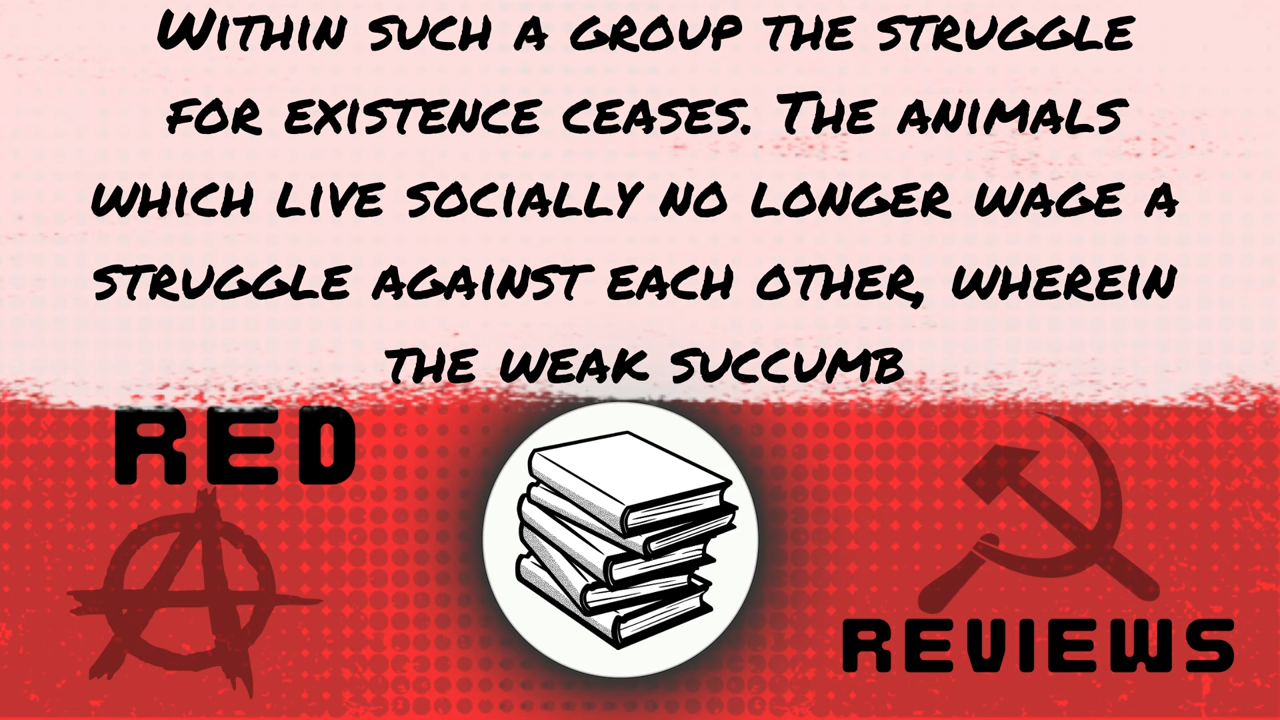 Within such a group the struggle
for existence ceases. The animals
which live socially no longer wage a
struggle against each other, wherein
the weak succumb
RED
REVIEWS